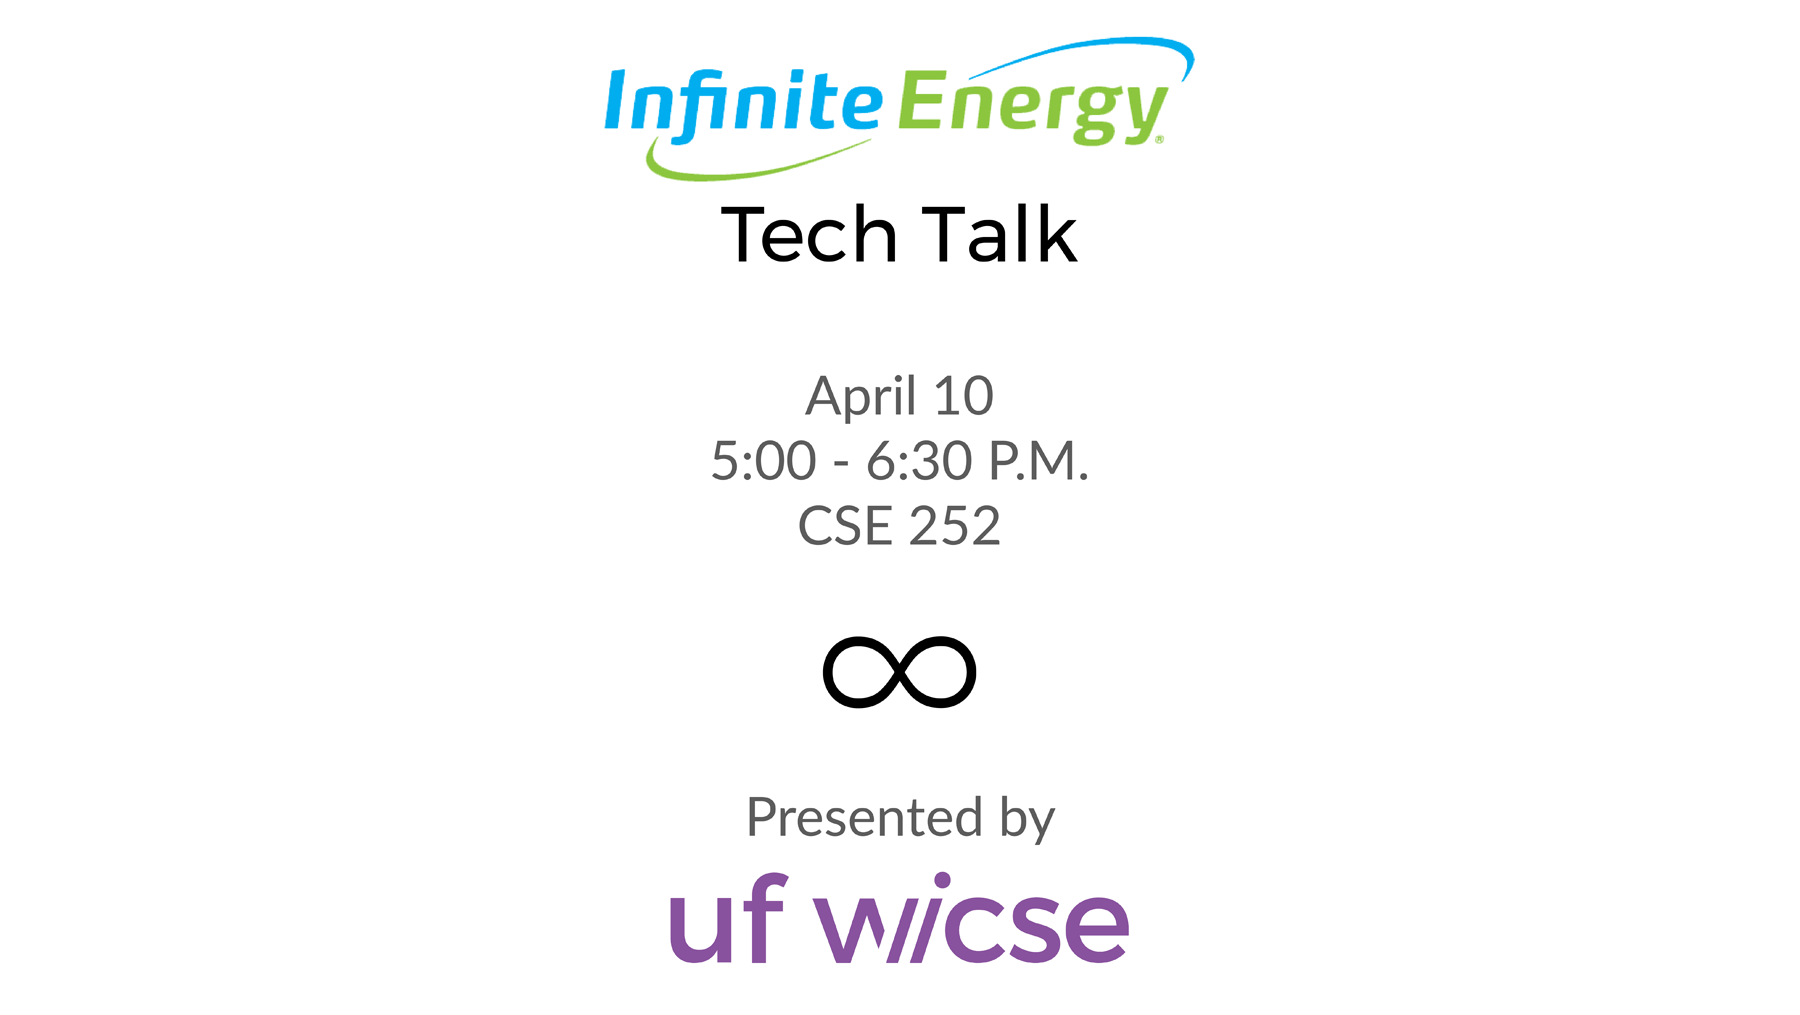 Infinite Energy®
Tech Talk
April 10
5:00 - 6:30 P.M.
CSE 252
∞
Presented by
uf wicse